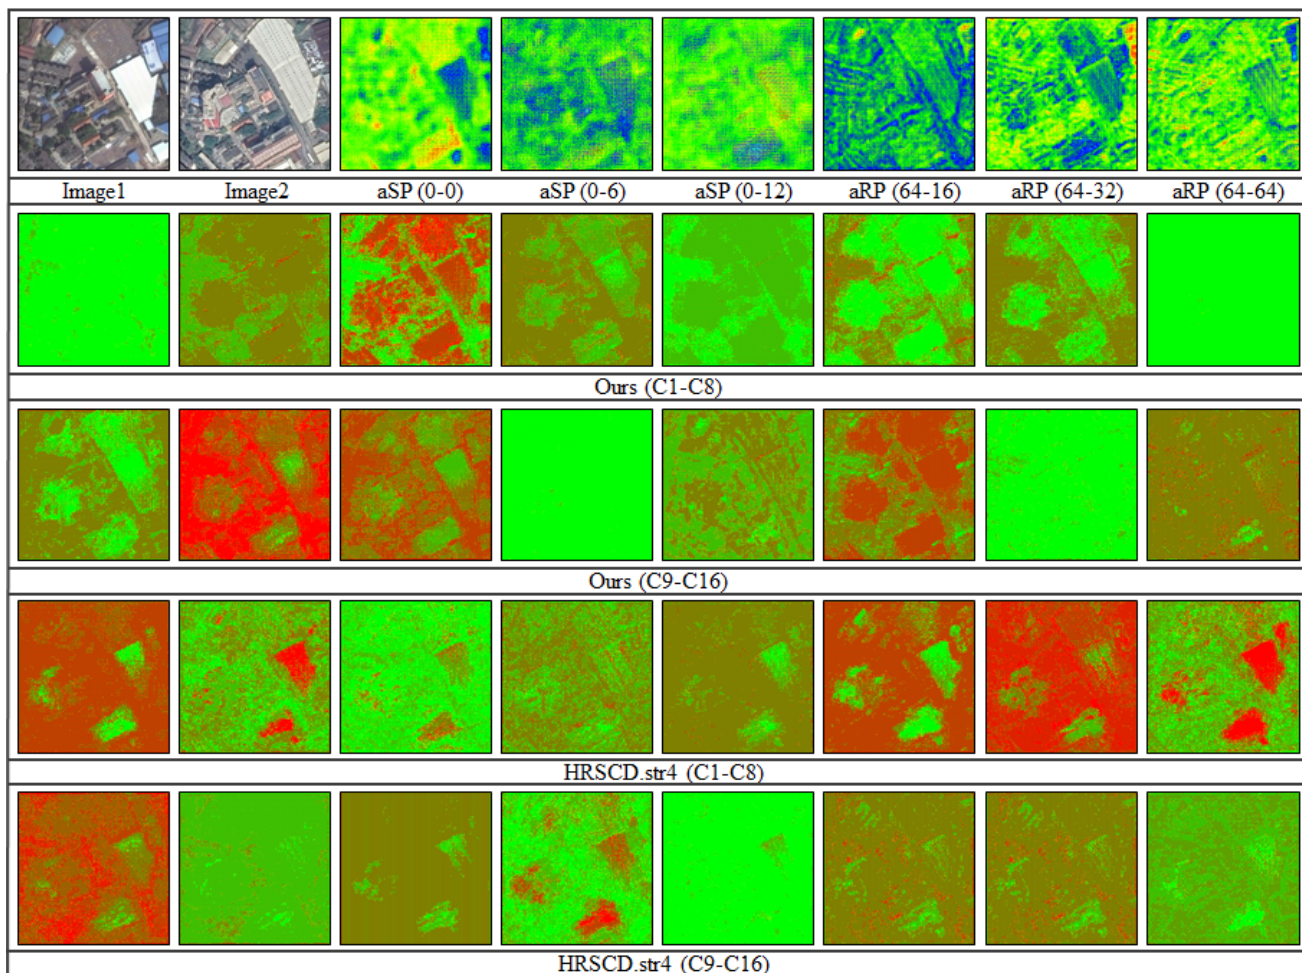 Image1 Image2 aSP (0-0) aSP (0-6) aSP (0-12) aRP (64-16) aRP (64-32) aRP (64-64)
Ours (C1-C8)
Ours (C9-C16)
HRSCD.str4 (C1-C8)
HRSCD.str4 (C9-C16)